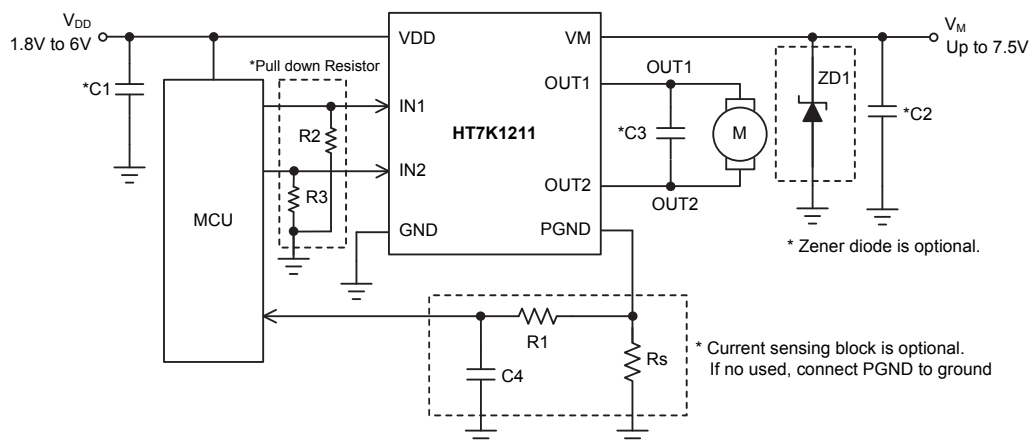 VDD
1.8V to 6V
*C1
*Pull down Resistor
R2
R3
MCU
VDD
IN1
IN2
GND
HT7K1211
VM
OUT1
OUT2
PGND
OUT1
*C3
M
OUT2
ZD1
*C2
VM
Up to 7.5V
* Zener diode is optional.
R1
C4
Rs
* Current sensing block is optional.
If no used, connect PGND to ground